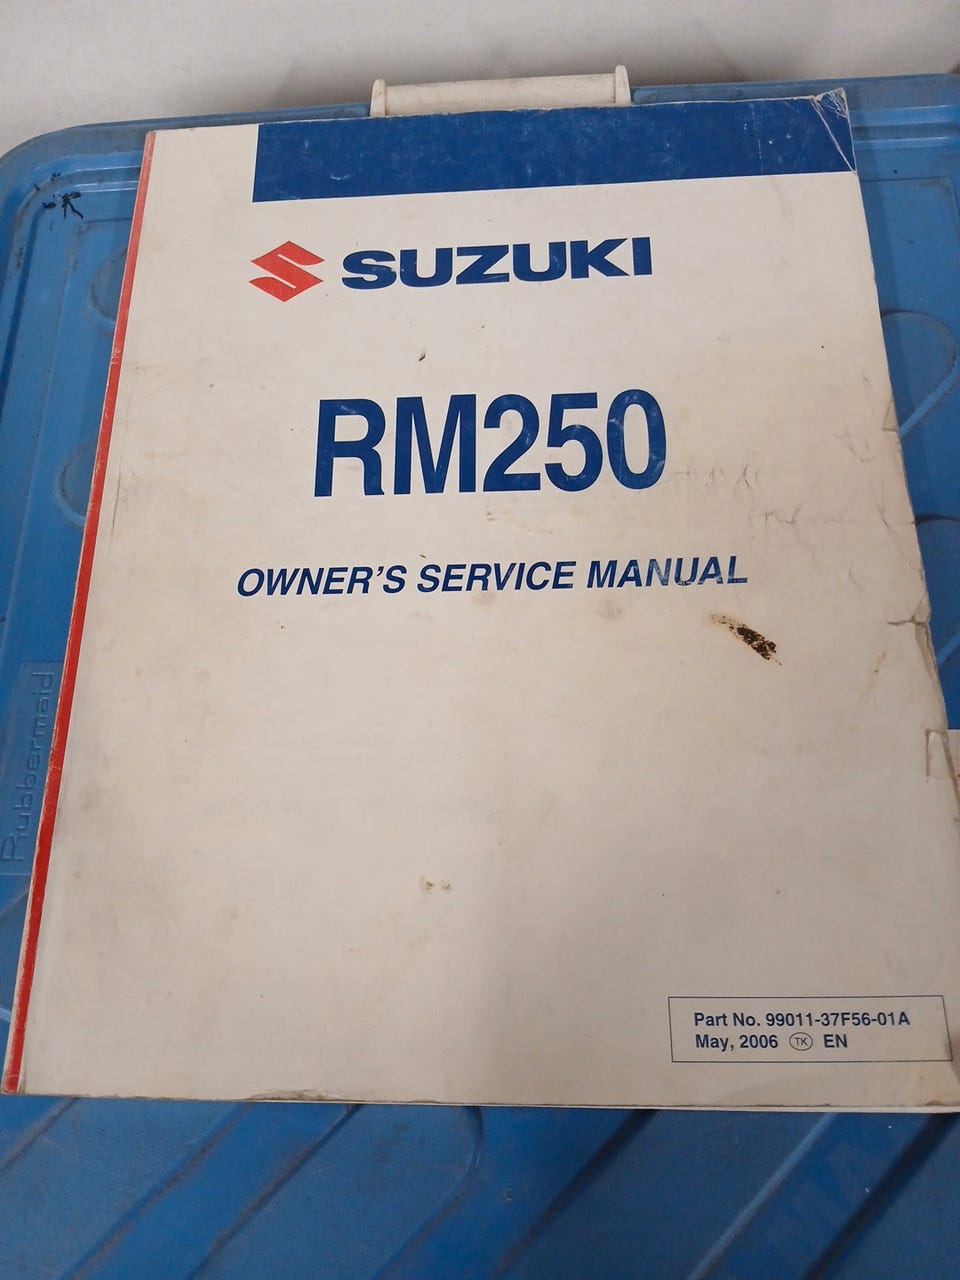 SUZUKI
RM250
OWNER'S SERVICE MANUAL
Rubbermaid
Part No. 99011-37F56-01A
May, 2006 TK EN